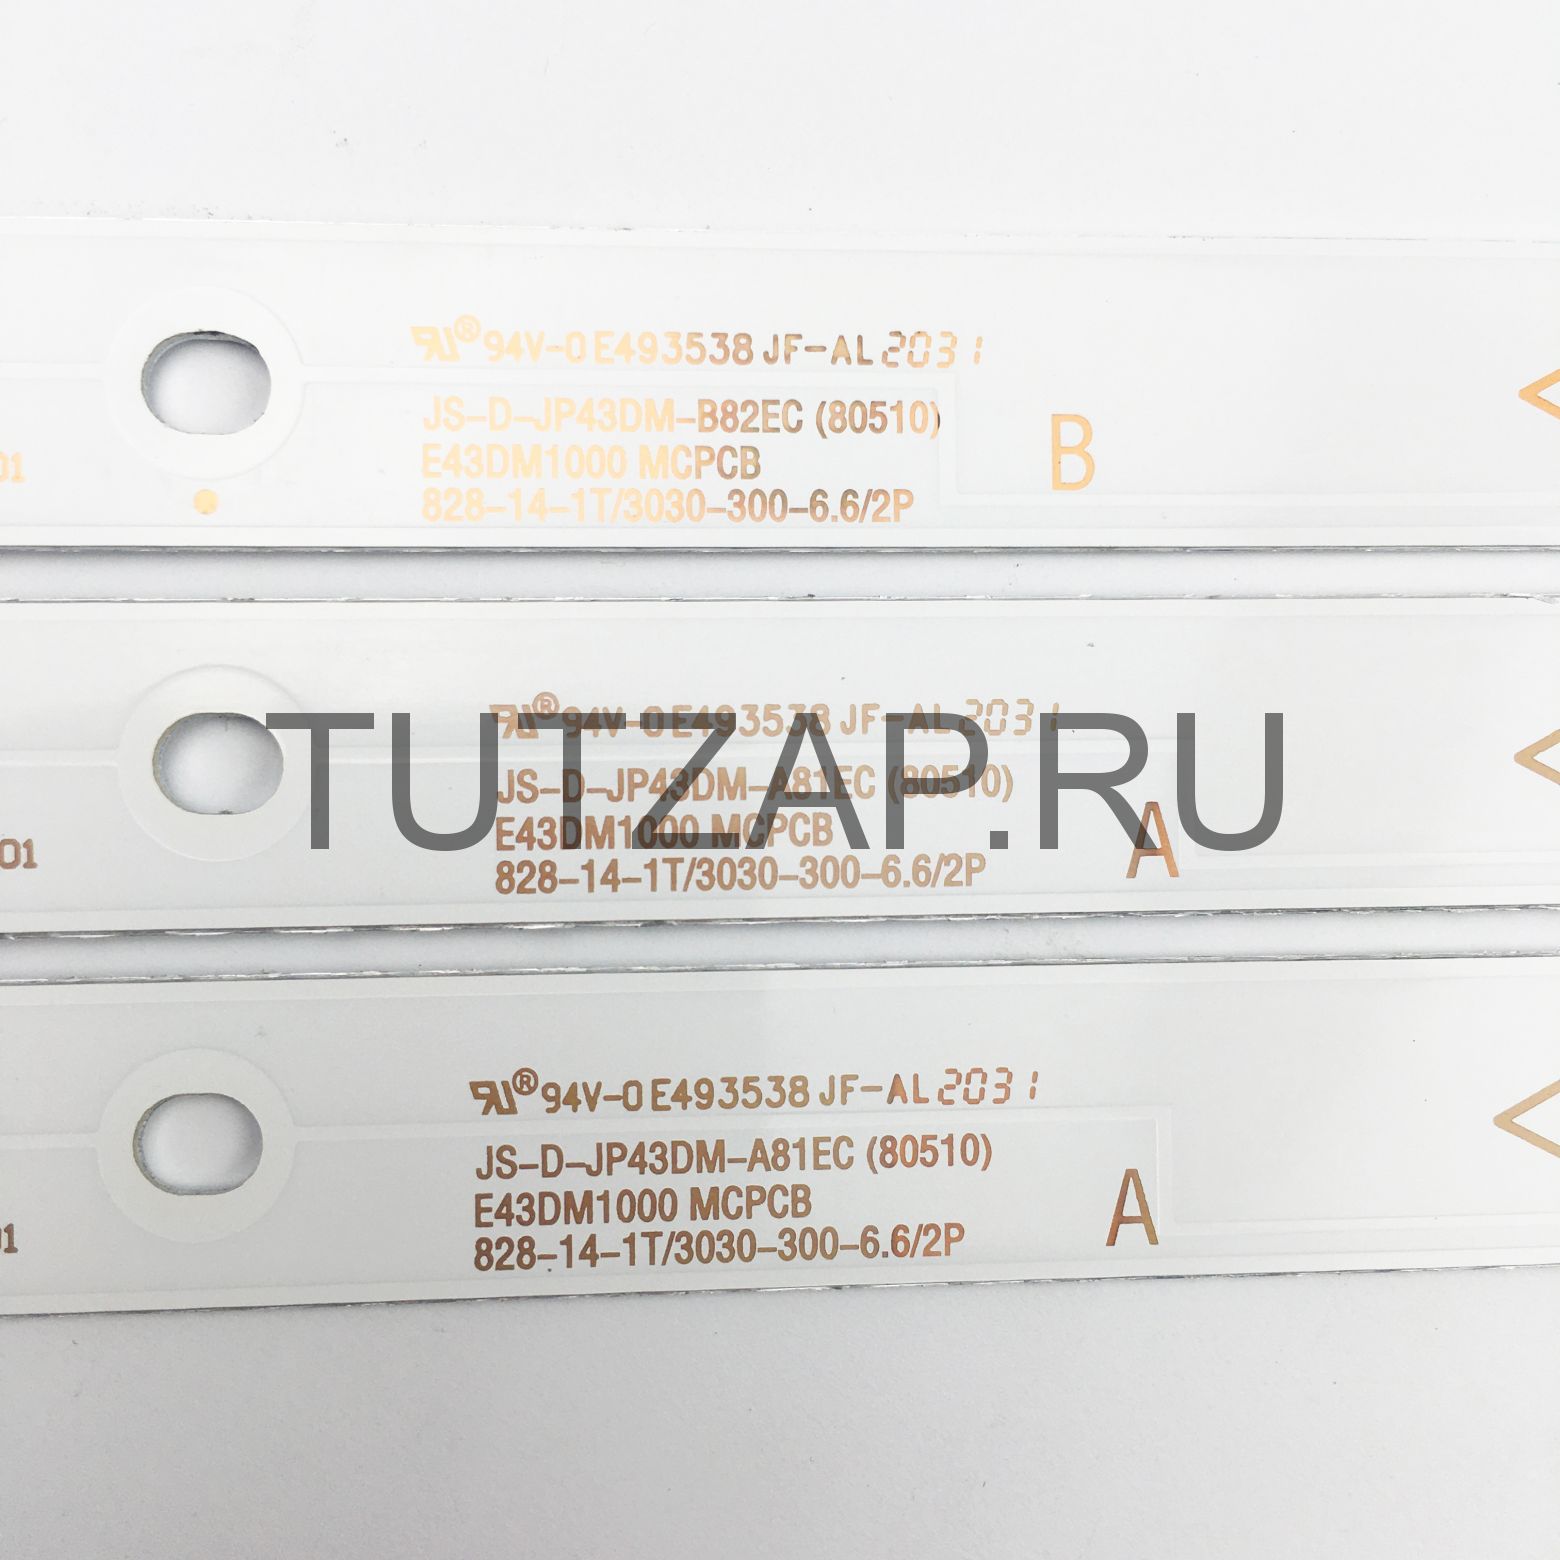 94V-0 E493538 JF-AL 2031
JS-D-JP43DM-B82EC (80510)
E43DM1000 MCPCB
828-14-1T/3030-300-6.6/2P
B
01
94V-0 E493538 JF-AL 2031
JS-D-JP43DM-A81EC (80510)
E43DM1000 MCPCB
828-14-1T/3030-300-6.6/2P
A
01
TUTZAP.RU
94V-0 E493538 JF-AL 2031
JS-D-JP43DM-A81EC (80510)
E43DM1000 MCPCB
828-14-1T/3030-300-6.6/2P
A
01